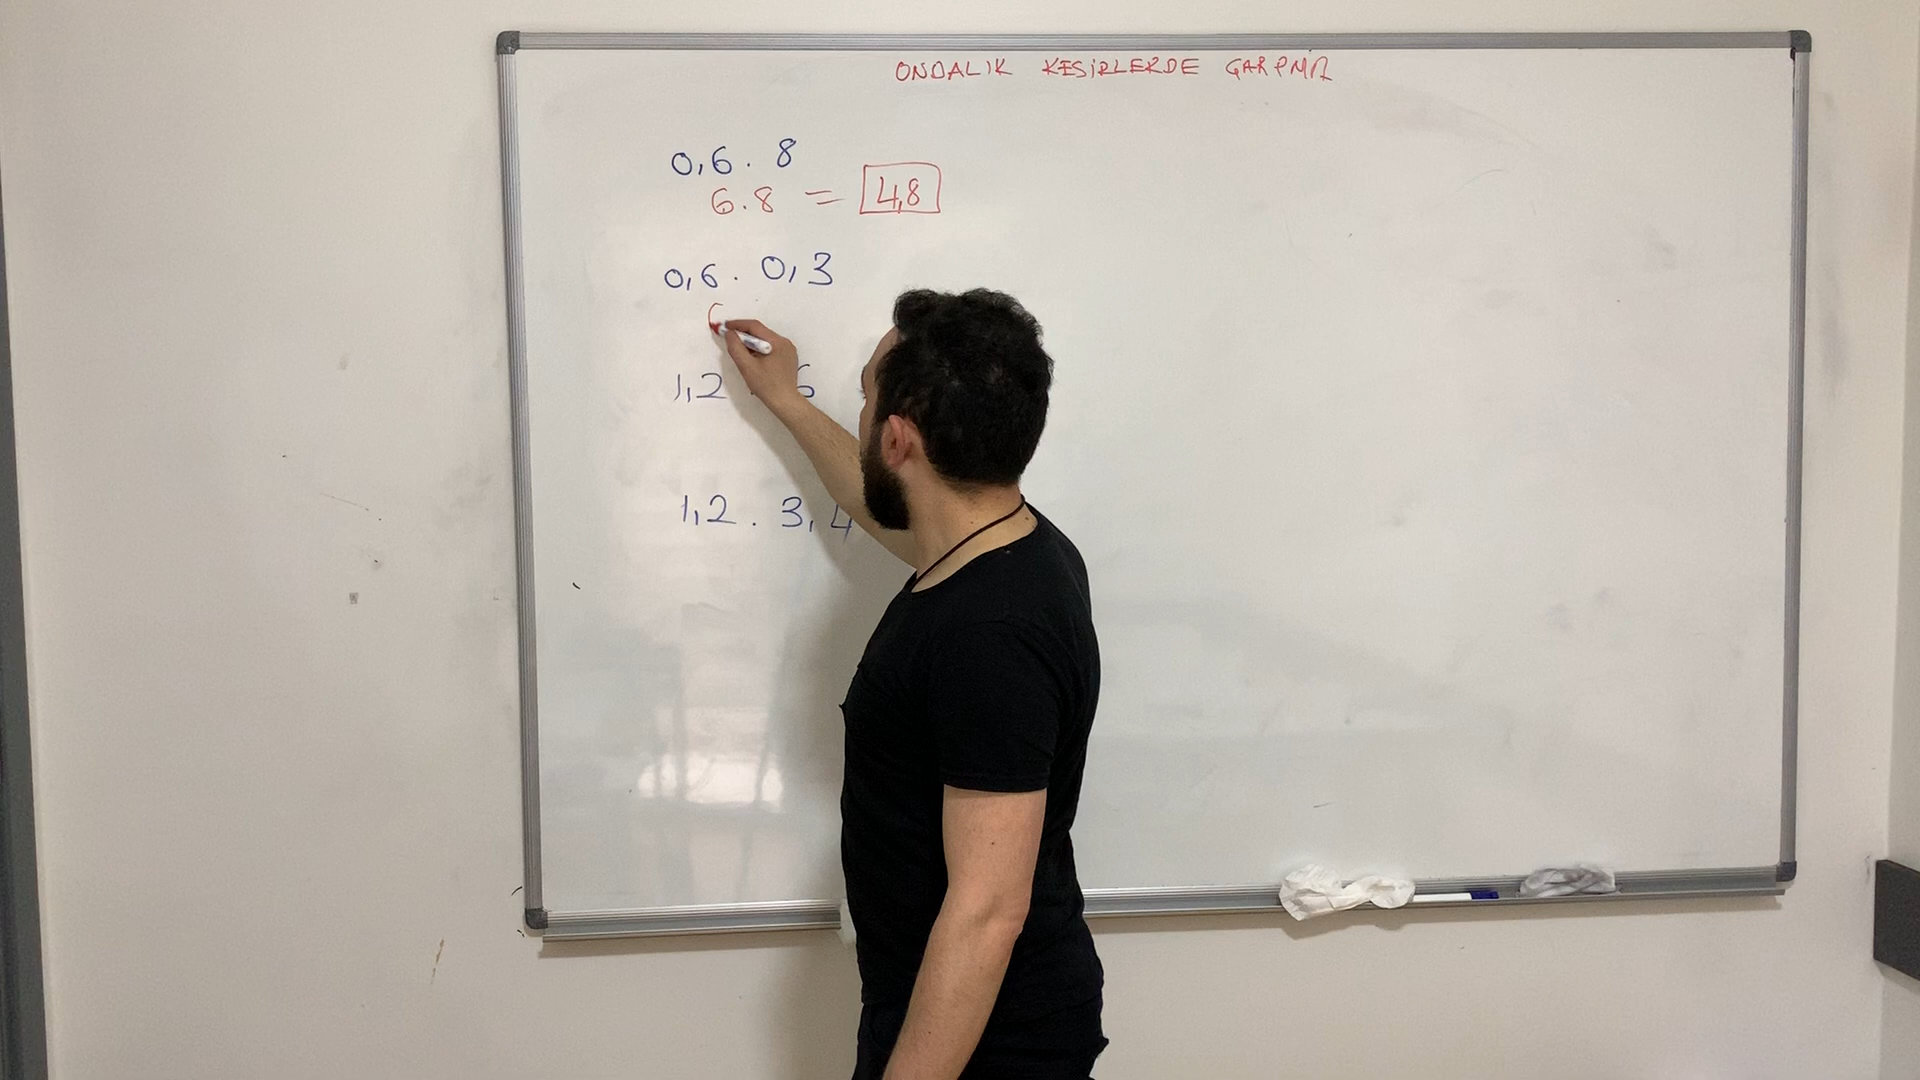 ONDALIK KESİRLERDE ÇARPMA
0,6 . 8
6.8 = 4,8
0,6 . 0,3
1,2 . 6
1,2 . 3,4